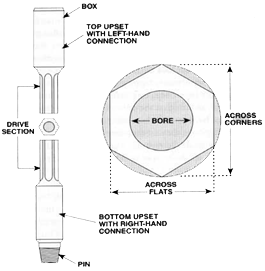 BOX
TOP UPSET
WITH LEFT-HAND
CONNECTION
DRIVE
SECTION
BORE
ACROSS
CORNERS
ACROSS
FLATS
BOTTOM UPSET
WITH RIGHT-HAND
CONNECTION
PIN